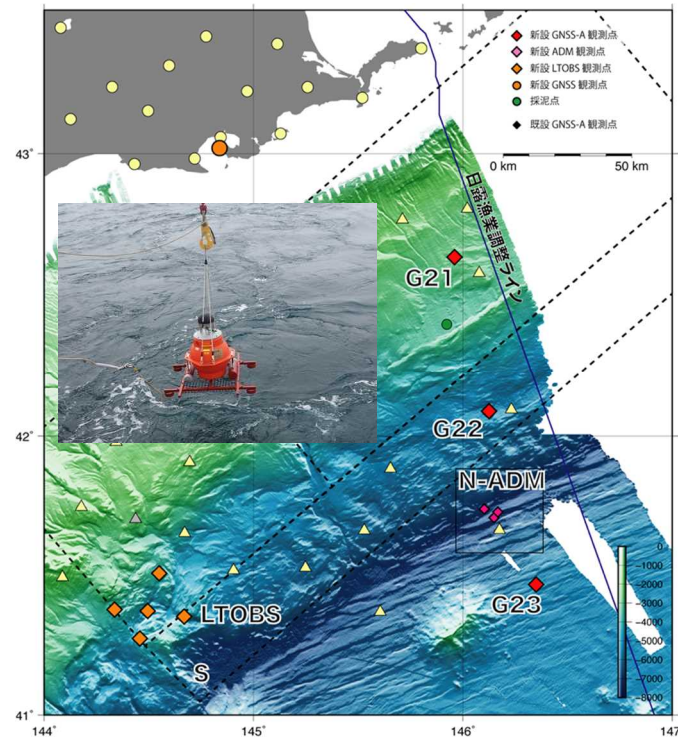 新設 GNSS-A 観測点
新設 ADM 観測点
新設 LTOBS 観測点
新設 GNSS 観測点
採泥点
既設 GNSS-A 観測点
0 km
50 km
43˚
日露漁業調整ライン
G21
42˚
G22
N-ADM
G23
LTOBS
S
0
-1000
-2000
-3000
-4000
-5000
-6000
-7000
-8000
41˚
144˚
145˚
146˚
147